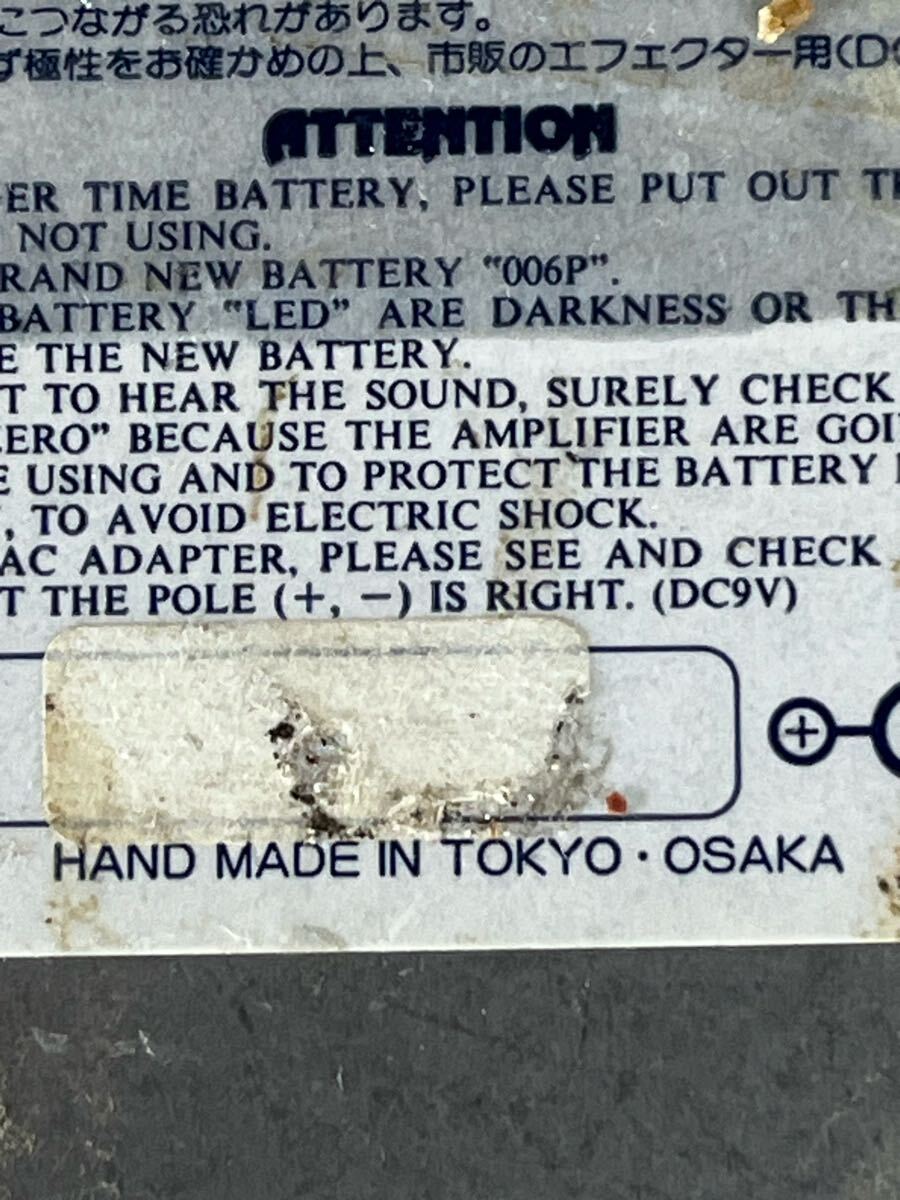 につながる恐れがあります。
ず極性をお確かめの上、市販のエフェクター用(DC
ATTENTION
GER TIME BATTERY, PLEASE PUT OUT TH
NOT USING.
RAND NEW BATTERY "006P".
BATTERY "LED" ARE DARKNESS OR TH
E THE NEW BATTERY.
T TO HEAR THE SOUND, SURELY CHECK
ZERO" BECAUSE THE AMPLIFIER ARE GOI
E USING AND TO PROTECT THE BATTERY
, TO AVOID ELECTRIC SHOCK.
AC ADAPTER, PLEASE SEE AND CHECK
T THE POLE (+, −) IS RIGHT. (DC9V)
+
HAND MADE IN TOKYO・OSAKA